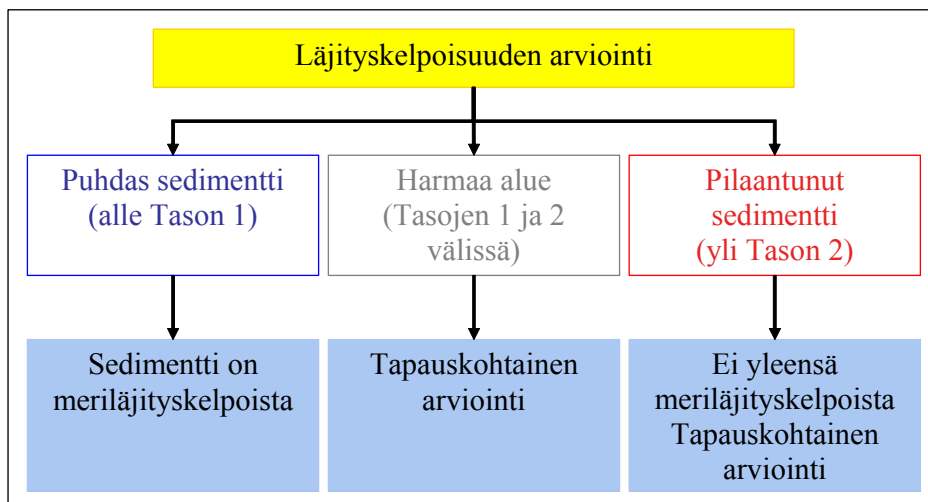 Läjityskelpoisuuden arviointi
Puhdas sedimentti
(alle Tason 1)
Harmaa alue
(Tasojen 1 ja 2
välissä)
Pilaantunut
sedimentti
(yli Tason 2)
Sedimentti on
meriläjityskelpoista
Tapauskohtainen
arviointi
Ei yleensä
meriläjityskelpoista
Tapauskohtainen
arviointi